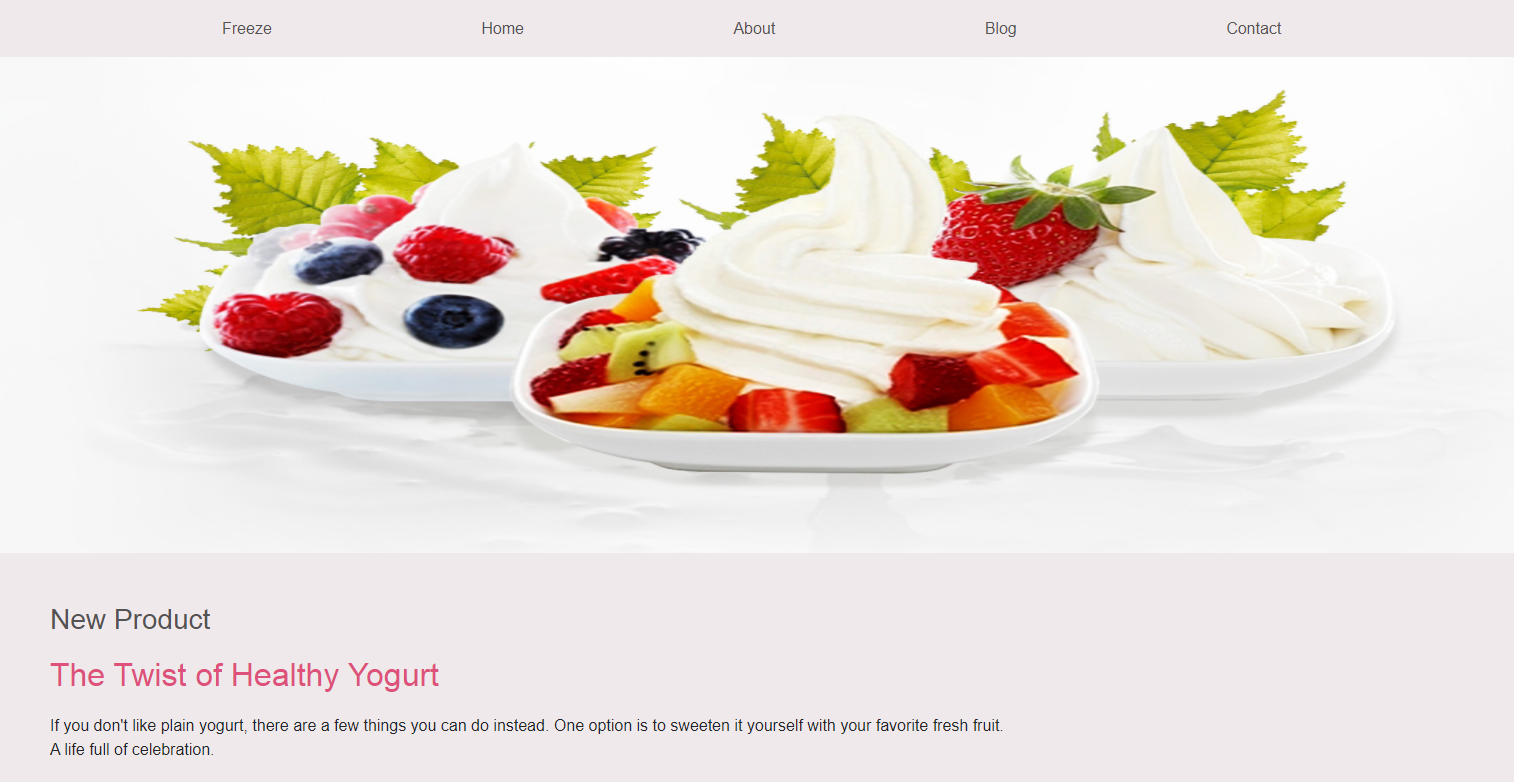 Freeze Home About Blog Contact
New Product
The Twist of Healthy Yogurt
If you don't like plain yogurt, there are a few things you can do instead. One option is to sweeten it yourself with your favorite fresh fruit.
A life full of celebration.